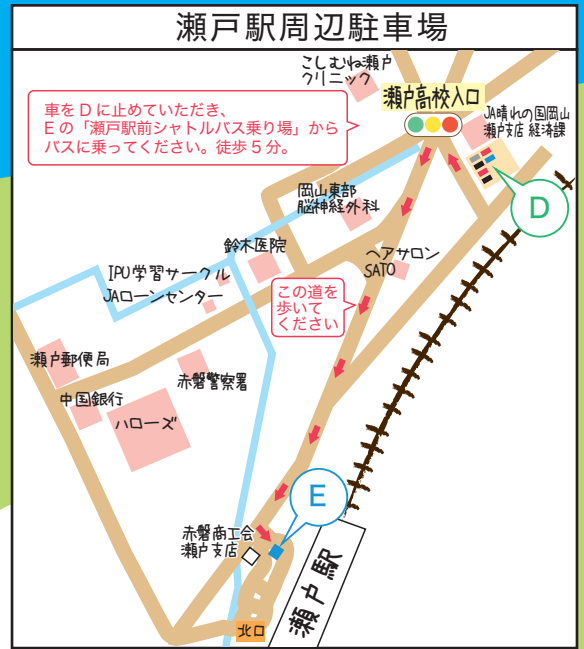 瀬戸駅周辺駐車場
こしむね瀬戸
クリニック
瀬戸高校入口
JA晴れの国岡山
瀬戸支店 経済課
車を D に止めていただき、
E の「瀬戸駅前シャトルバス乗り場」から
バスに乗ってください。徒歩 5 分。
D
岡山東部
脳神経外科
鈴木医院
ヘアサロン
SATO
IPU学習サークル
JAローンセンター
この道を
歩いて
ください
瀬戸郵便局
赤磐警察署
中国銀行
ハローズ
E
赤磐商工会
瀬戸支店
瀬戸駅
北口